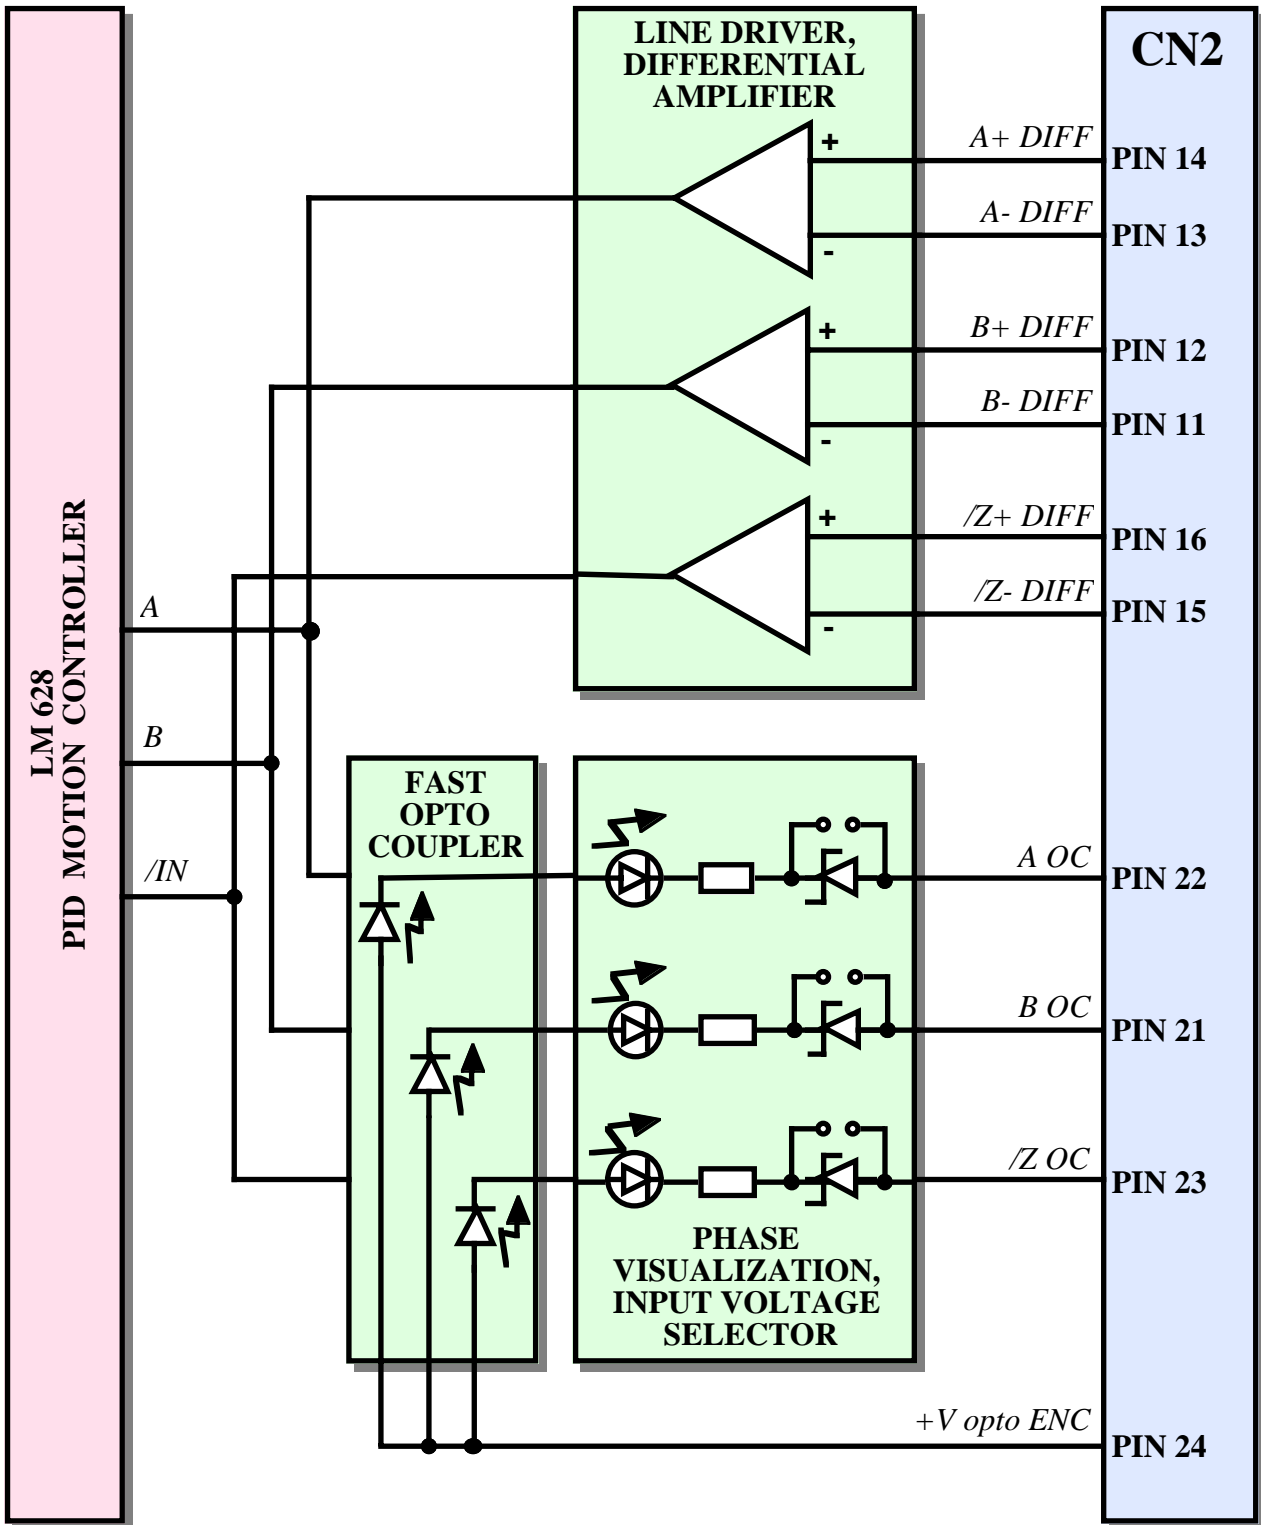 LINE DRIVER,
DIFFERENTIAL
AMPLIFIER
CN2
+
A+ DIFF
PIN 14
A- DIFF
-
PIN 13
+
B+ DIFF
PIN 12
B- DIFF
-
PIN 11
+
/Z+ DIFF
PIN 16
/Z- DIFF
-
PIN 15
LM 628
PID MOTION CONTROLLER
A
B
/IN
FAST
OPTO
COUPLER
A OC
PIN 22
B OC
PIN 21
/Z OC
PIN 23
PHASE
VISUALIZATION,
INPUT VOLTAGE
SELECTOR
+V opto ENC
PIN 24